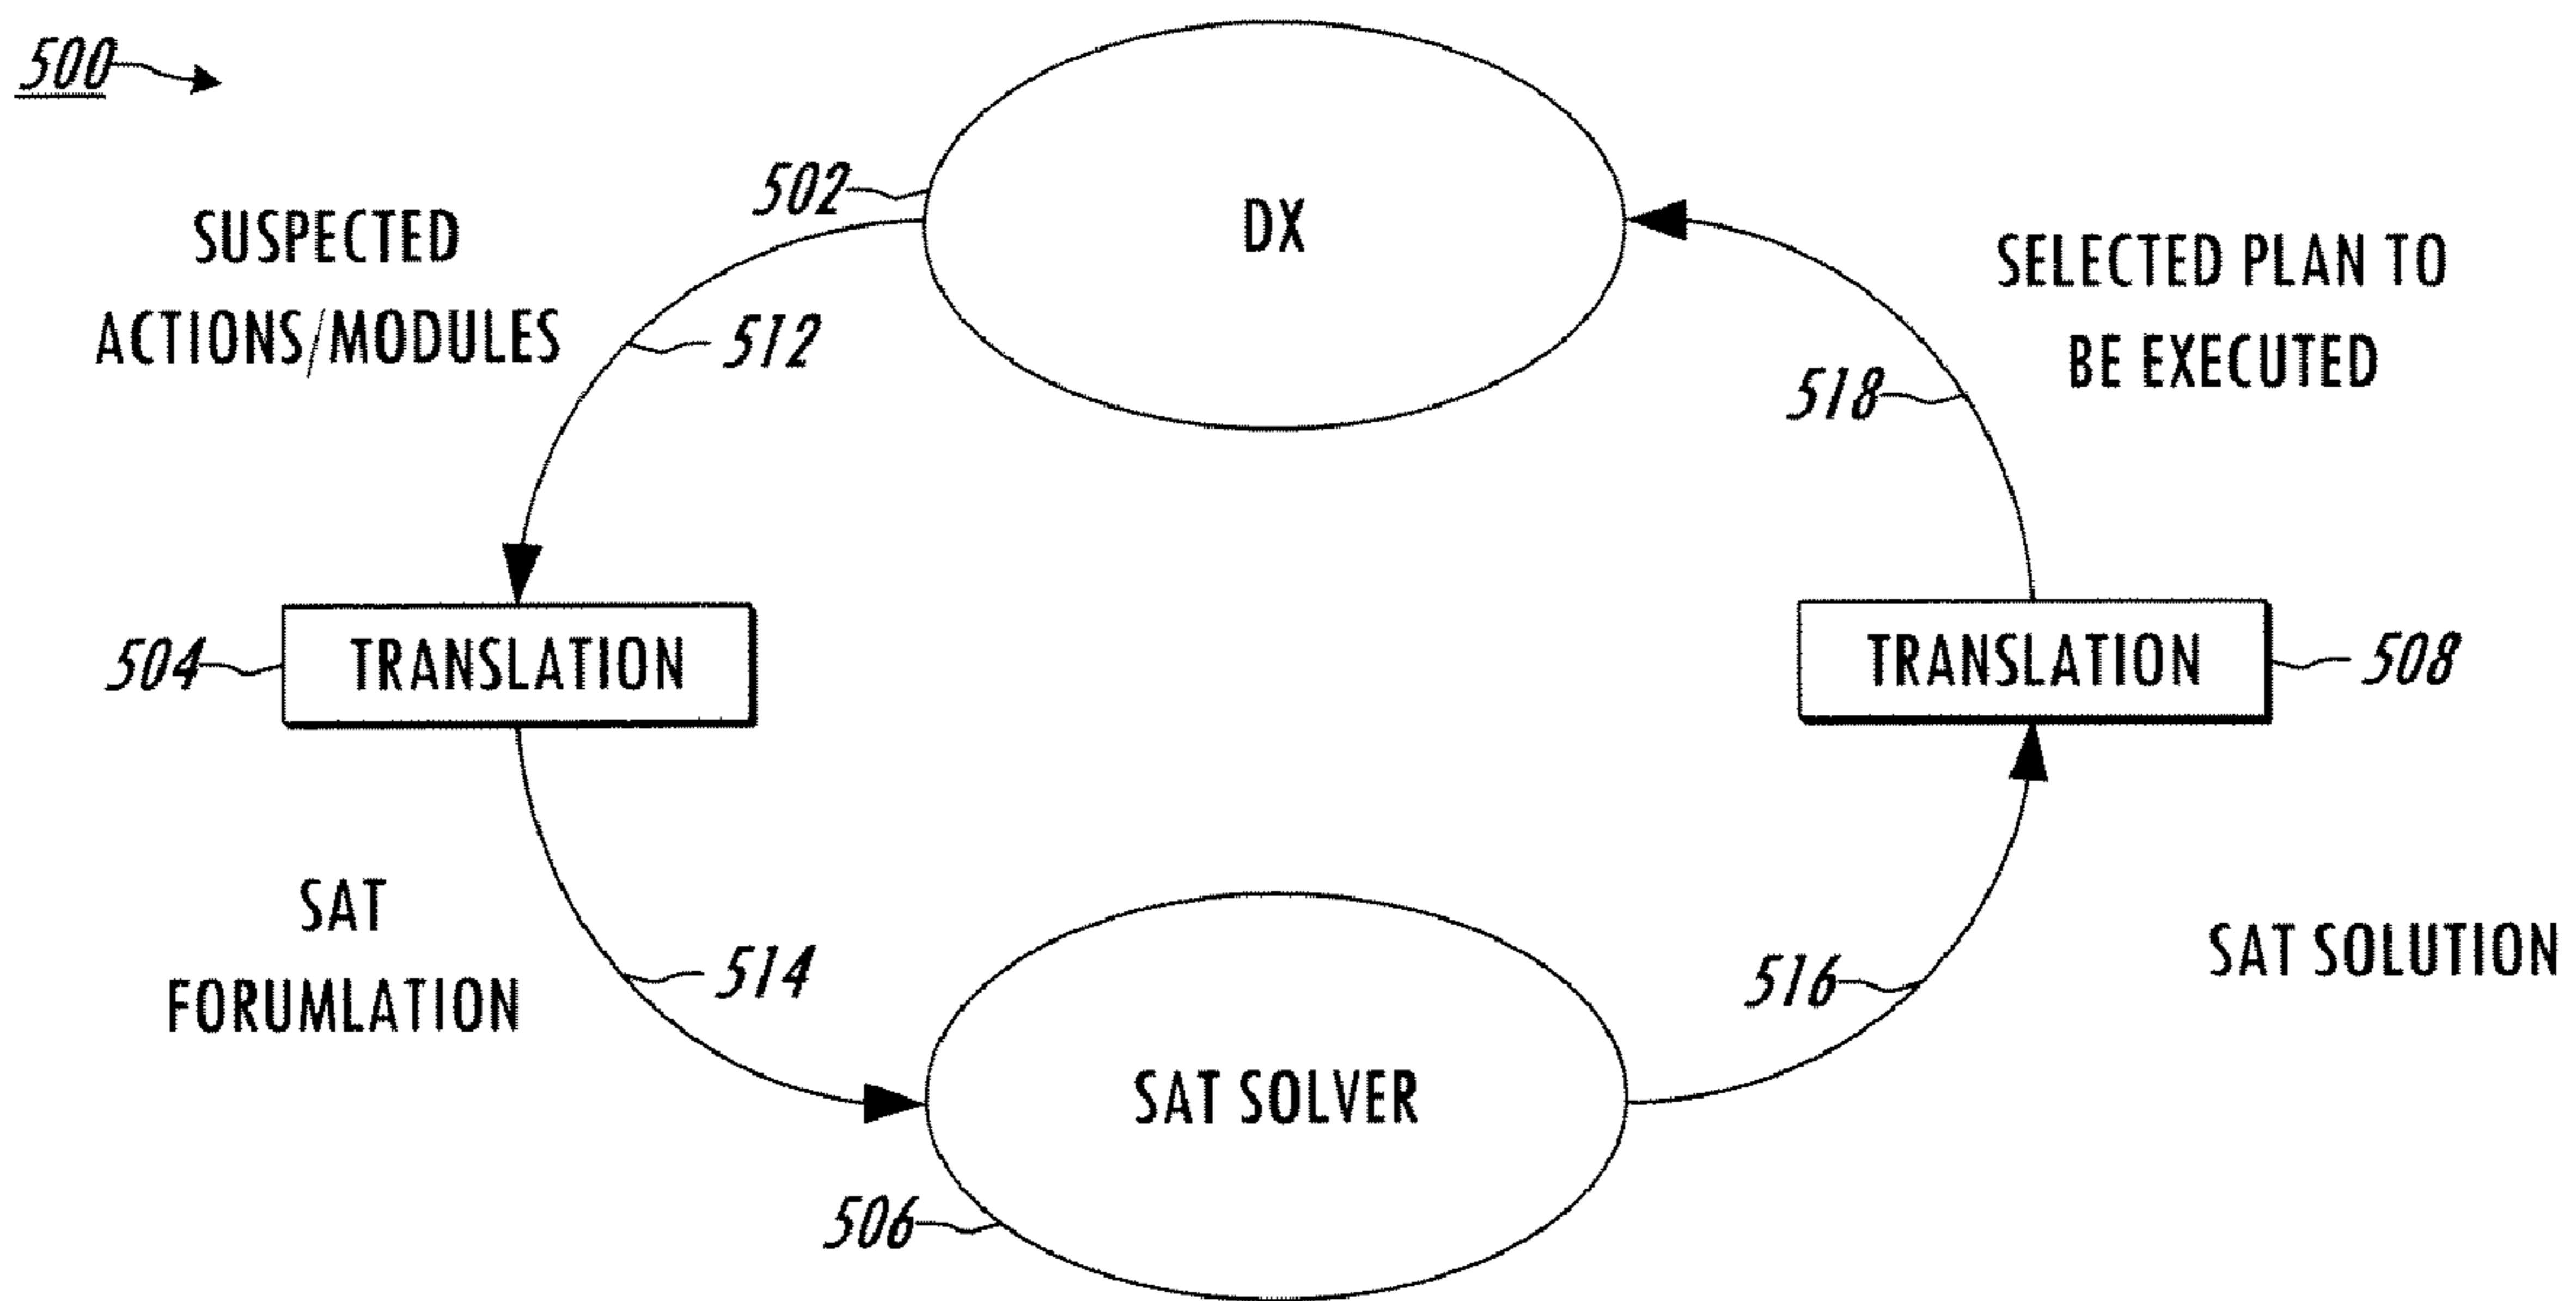 500
502
DX
SUSPECTED
ACTIONS/MODULES
512
SELECTED PLAN TO
BE EXECUTED
518
504
TRANSLATION
TRANSLATION
508
SAT
FORUMLATION
514
516
SAT SOLUTION
SAT SOLVER
506